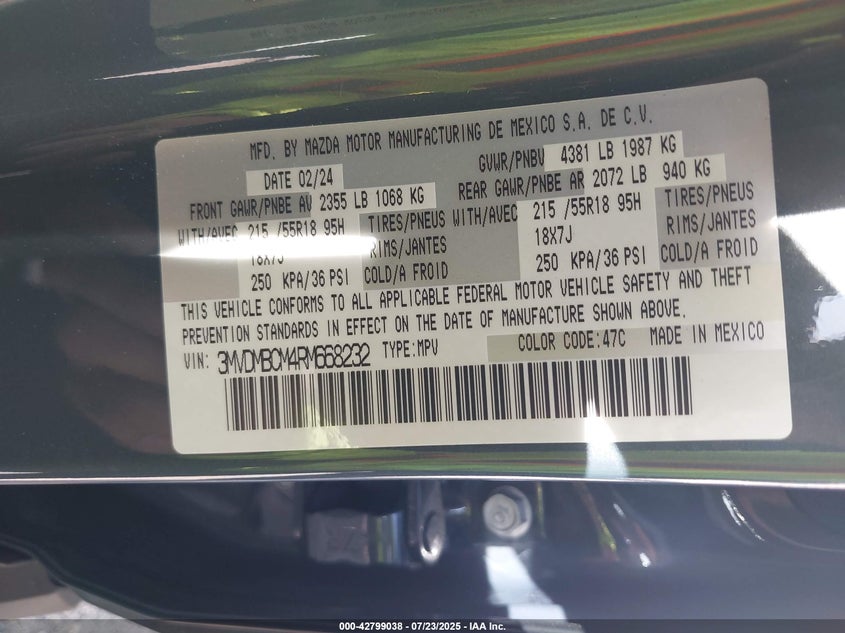 MFD. BY MAZDA MOTOR MANUFACTURING DE MEXICO S.A. DE C.V.
DATE 02/24 GVWR/PNBV 4381 LB 1987 KG
FRONT GAWR/PNBE AV 2355 LB 1068 KG REAR GAWR/PNBE AR 2072 LB 940 KG
WITH/AVEC 215 /55R18 95H TIRES/PNEUS WITH/AVEC 215 /55R18 95H TIRES/PNEUS
18X7J RIMS/JANTES 18X7J RIMS/JANTES
250 KPA/36 PSI COLD/A FROID 250 KPA/36 PSI COLD/A FROID
THIS VEHICLE CONFORMS TO ALL APPLICABLE FEDERAL MOTOR VEHICLE SAFETY AND THEFT
PREVENTION STANDARDS IN EFFECT ON THE DATE OF MANUFACTURE SHOWN ABOVE.
VIN: 3MVDMBCM4RM668232 TYPE:MPV COLOR CODE:47C MADE IN MEXICO
000-42799038 - 07/23/2025 - IAA Inc.